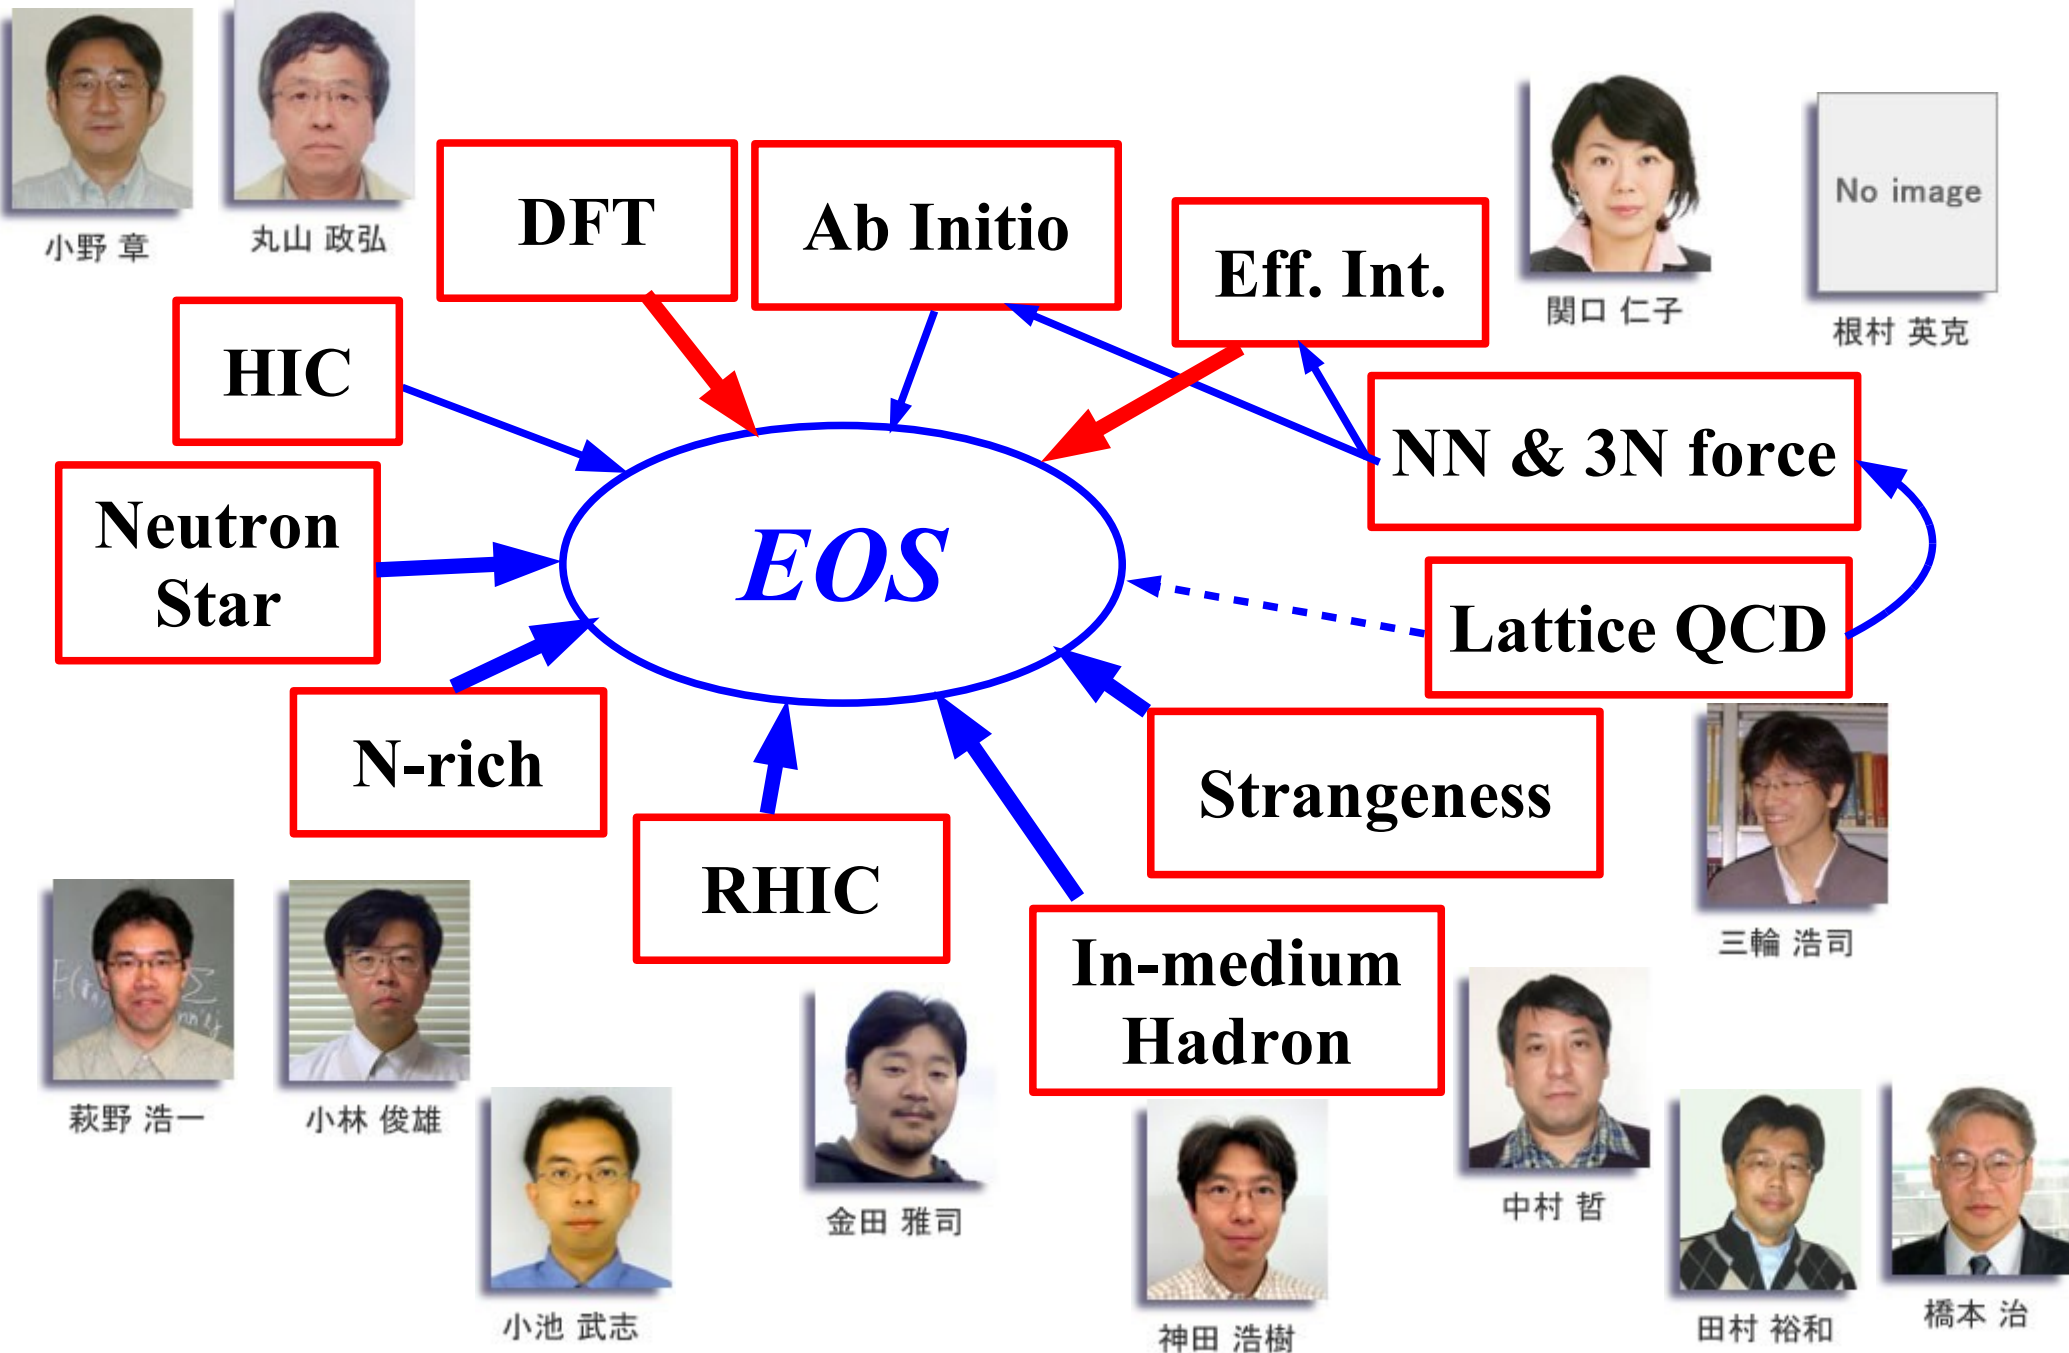 小野 章
丸山 政弘
DFT
Ab Initio
Eff. Int.
関口 仁子
No image
根村 英克
HIC
NN & 3N force
Neutron
Star
EOS
Lattice QCD
N-rich
Strangeness
RHIC
In-medium
Hadron
三輪 浩司
萩野 浩一
小林 俊雄
小池 武志
金田 雅司
神田 浩樹
中村 哲
田村 裕和
橋本 治